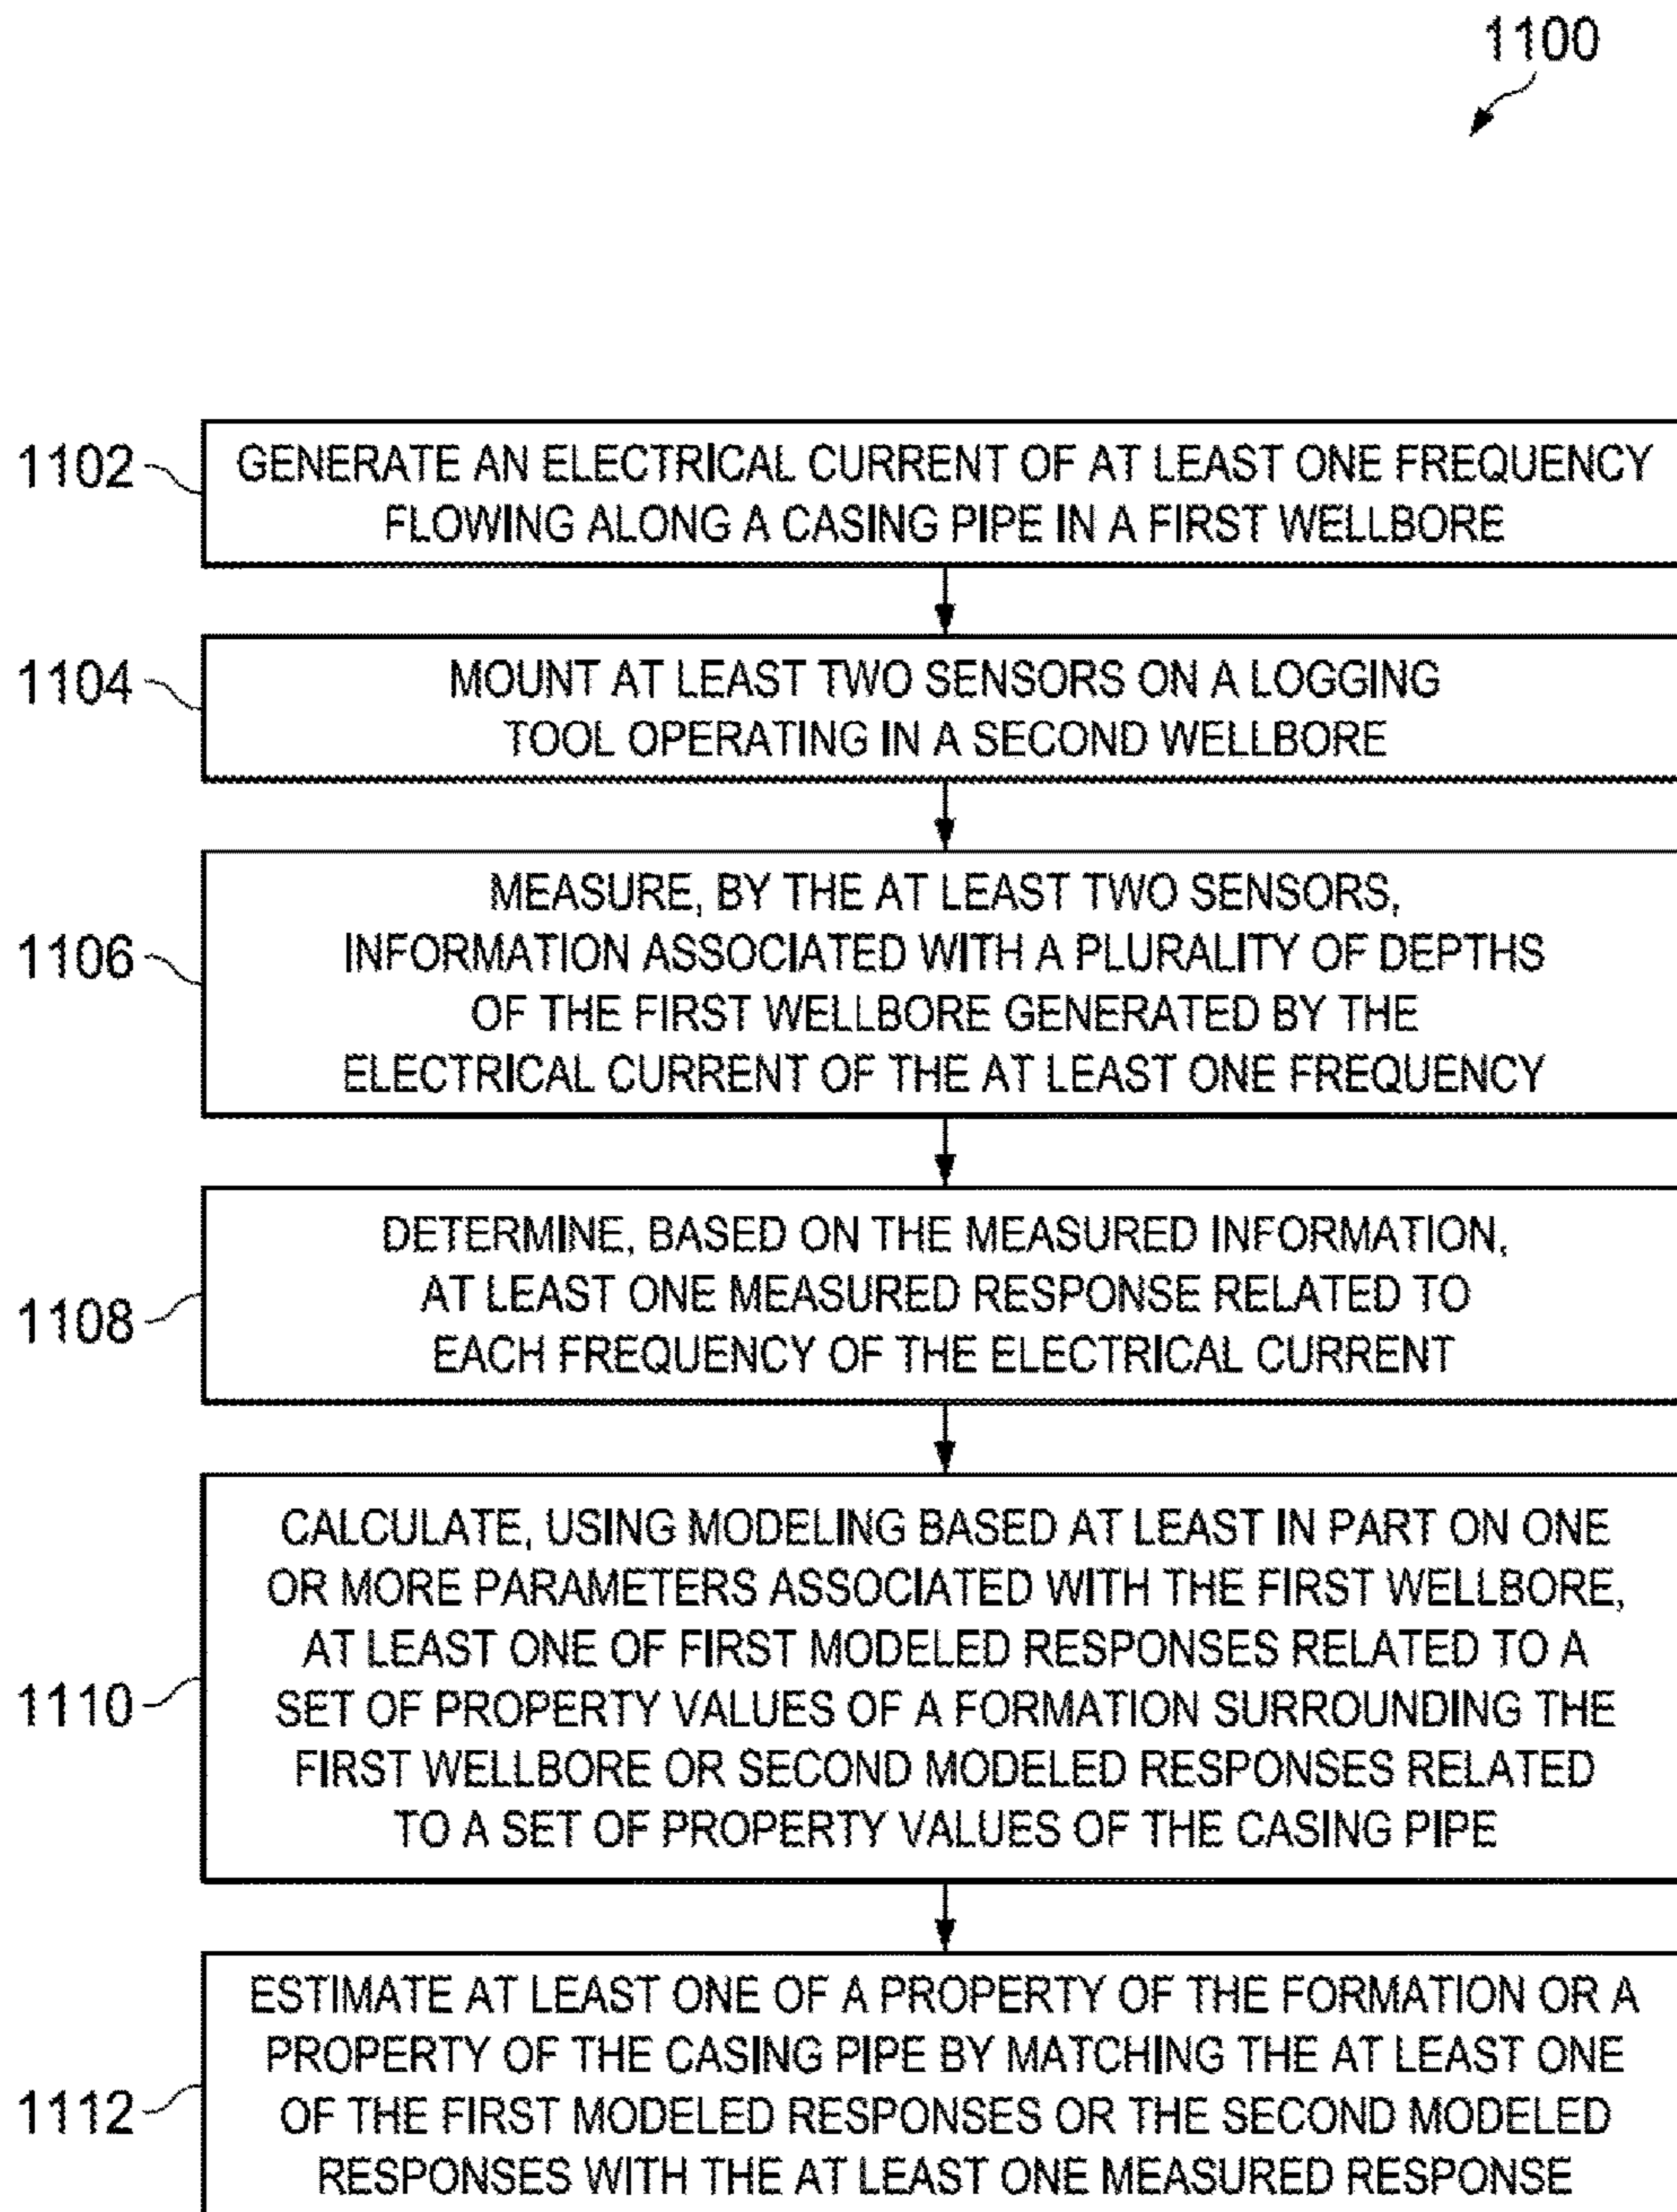 1100
1102
GENERATE AN ELECTRICAL CURRENT OF AT LEAST ONE FREQUENCY
FLOWING ALONG A CASING PIPE IN A FIRST WELLBORE
1104
MOUNT AT LEAST TWO SENSORS ON A LOGGING
TOOL OPERATING IN A SECOND WELLBORE
1106
MEASURE, BY THE AT LEAST TWO SENSORS,
INFORMATION ASSOCIATED WITH A PLURALITY OF DEPTHS
OF THE FIRST WELLBORE GENERATED BY THE
ELECTRICAL CURRENT OF THE AT LEAST ONE FREQUENCY
1108
DETERMINE, BASED ON THE MEASURED INFORMATION,
AT LEAST ONE MEASURED RESPONSE RELATED TO
EACH FREQUENCY OF THE ELECTRICAL CURRENT
1110
CALCULATE, USING MODELING BASED AT LEAST IN PART ON ONE
OR MORE PARAMETERS ASSOCIATED WITH THE FIRST WELLBORE,
AT LEAST ONE OF FIRST MODELED RESPONSES RELATED TO A
SET OF PROPERTY VALUES OF A FORMATION SURROUNDING THE
FIRST WELLBORE OR SECOND MODELED RESPONSES RELATED
TO A SET OF PROPERTY VALUES OF THE CASING PIPE
1112
ESTIMATE AT LEAST ONE OF A PROPERTY OF THE FORMATION OR A
PROPERTY OF THE CASING PIPE BY MATCHING THE AT LEAST ONE
OF THE FIRST MODELED RESPONSES OR THE SECOND MODELED
RESPONSES WITH THE AT LEAST ONE MEASURED RESPONSE